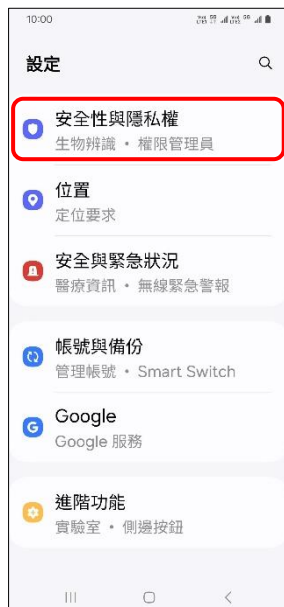 10:00
設定
安全性與隱私權
生物辨識 • 權限管理員
位置
定位要求
安全與緊急狀況
醫療資訊 • 無線緊急警報
帳號與備份
管理帳號 • Smart Switch
Google
Google 服務
進階功能
實驗室 • 側邊按鈕